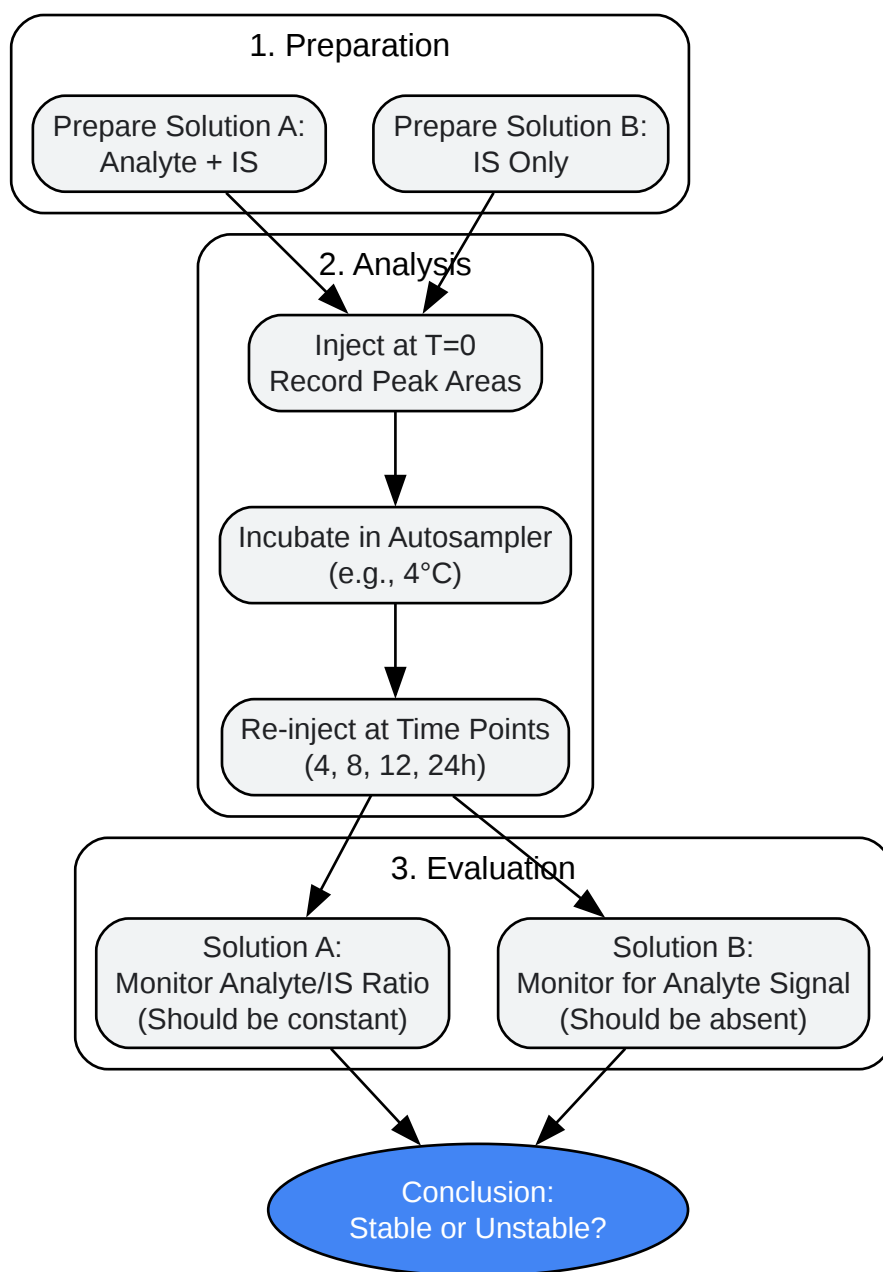 1. Preparation
Prepare Solution A:
Analyte + IS
Prepare Solution B:
IS Only
2. Analysis
Inject at T=0
Record Peak Areas
Incubate in Autosampler
(e.g., 4°C)
Re-inject at Time Points
(4, 8, 12, 24h)
3. Evaluation
Solution A:
Monitor Analyte/IS Ratio
(Should be constant)
Solution B:
Monitor for Analyte Signal
(Should be absent)
Conclusion:
Stable or Unstable?